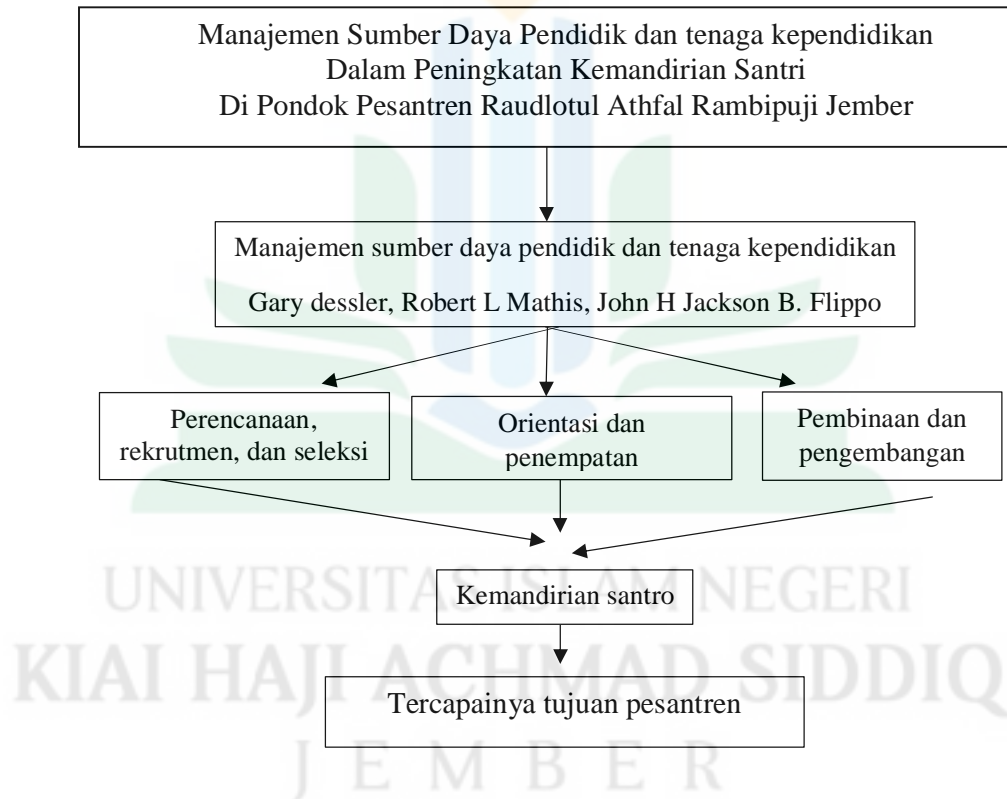 Manajemen Sumber Daya Pendidik dan tenaga kependidikan
Dalam Peningkatan Kemandirian Santri
Di Pondok Pesantren Raudlotul Athfal Rambipuji Jember
Manajemen sumber daya pendidik dan tenaga kependidikan
Gary dessler, Robert L Mathis, John H Jackson B. Flippo
Perencanaan,
rekrutmen, dan seleksi
Orientasi dan
penempatan
Pembinaan dan
pengembangan
UNIVERSITAS ISLAM NEGERI
Kemandirian santro
KIAI HAJI ACHMAD SIDDIQ
Tercapainya tujuan pesantren
JEMBER